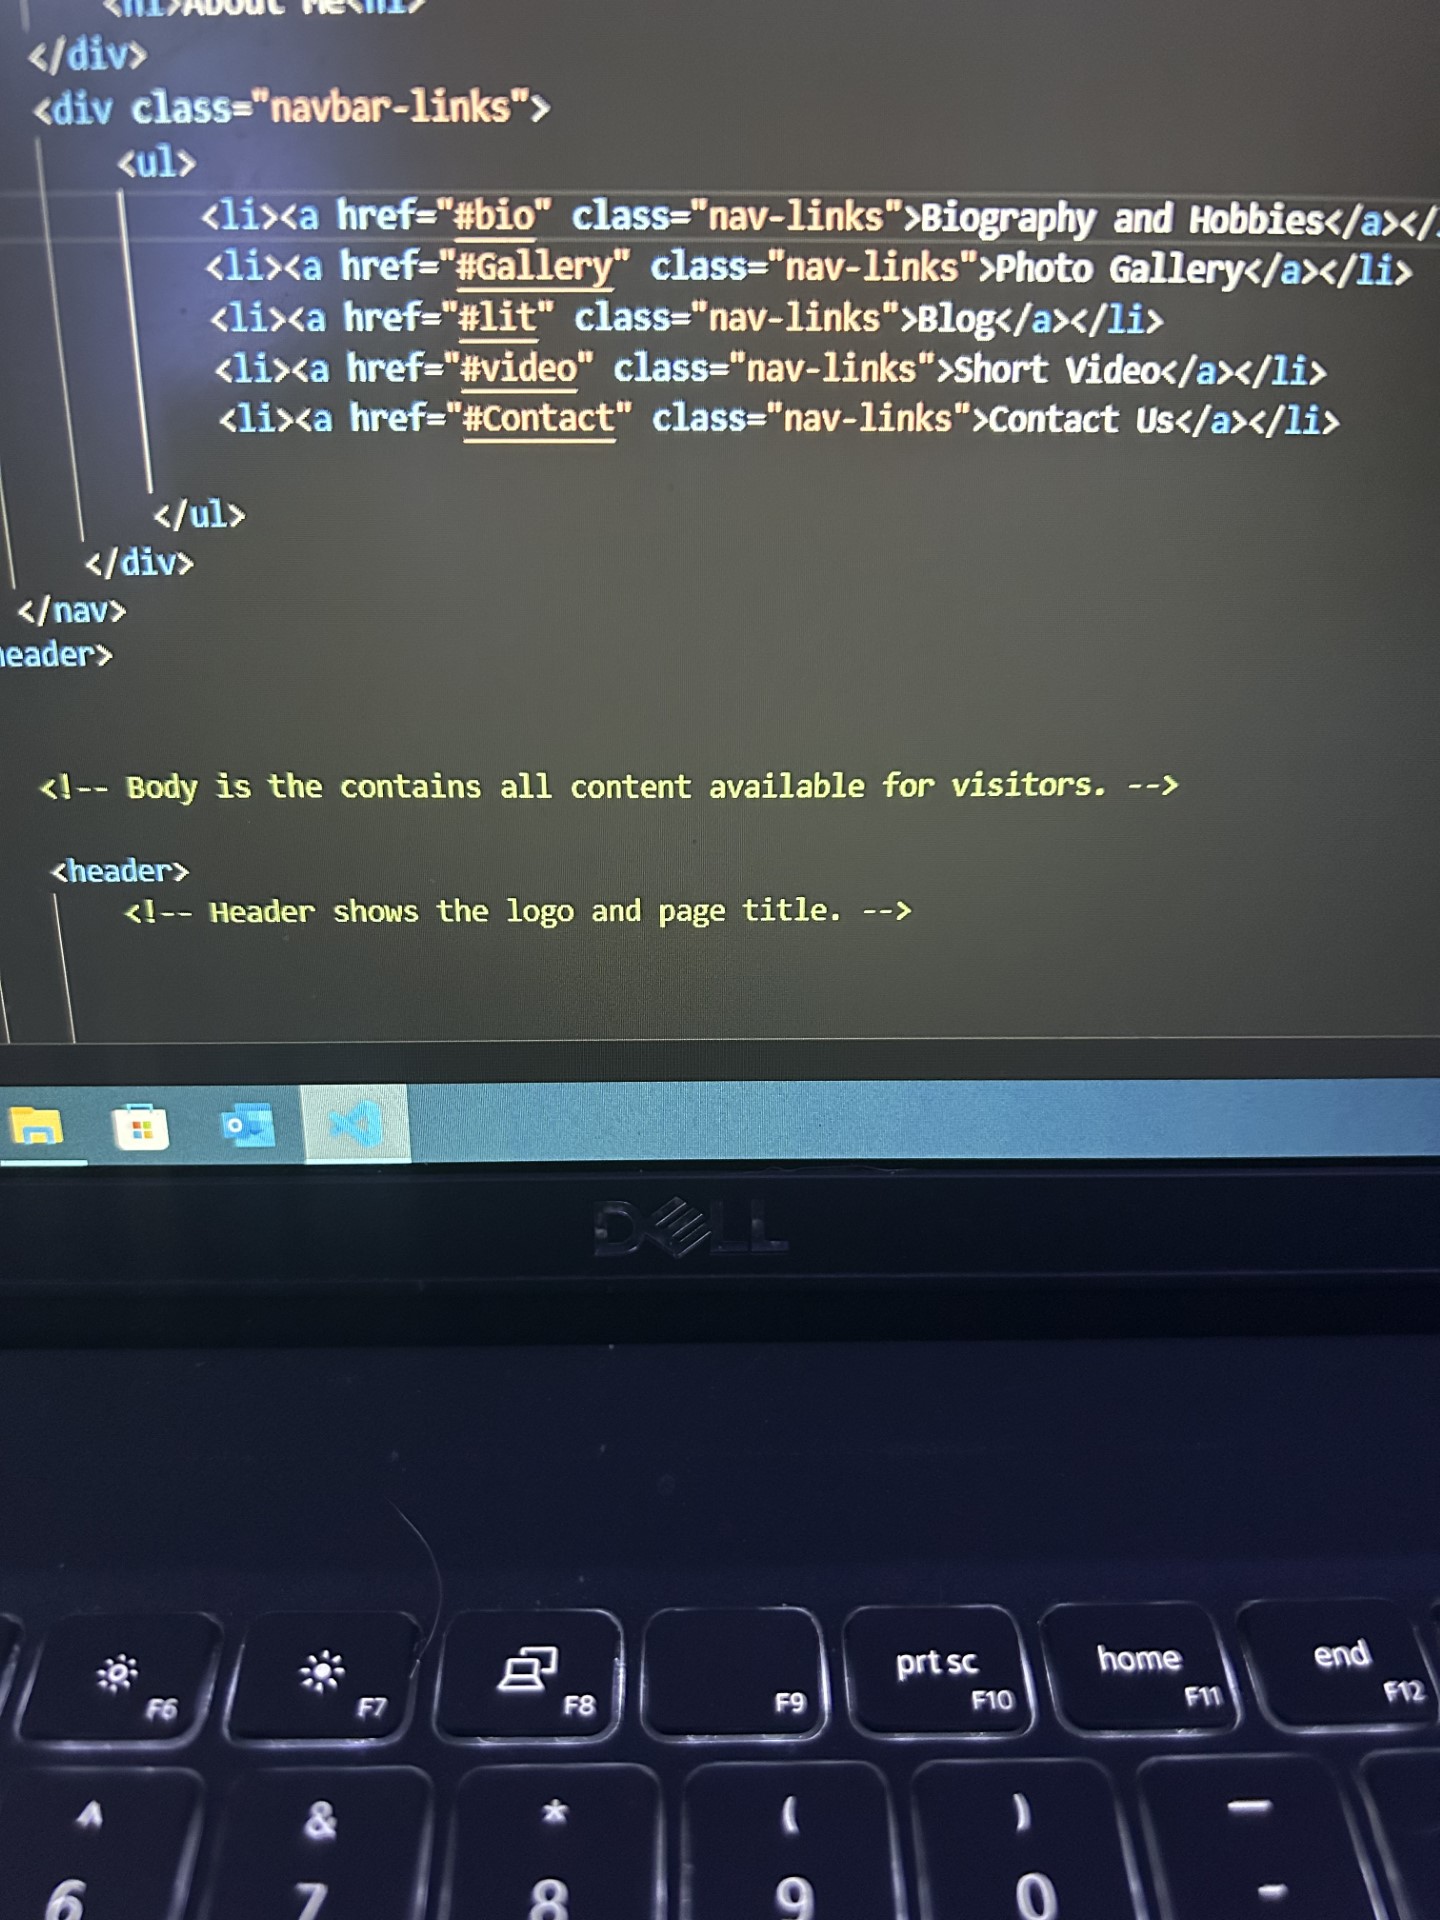 <h1>About Me<h1>
</div>
<div class="navbar-links">
<ul>
<li><a href="#bio" class="nav-links">Biography and Hobbies</a></
<li><a href="#Gallery" class="nav-links">Photo Gallery</a></li>
<li><a href="#lit" class="nav-links">Blog</a></li>
<li><a href="#video" class="nav-links">Short Video</a></li>
<li><a href="#Contact" class="nav-links">Contact Us</a></li>
</ul>
</div>
</nav>
header>
<!-- Body is the contains all content available for visitors. -->
<header>
<!-- Header shows the logo and page title. -->
DELL
F6 F7 F8 F9 prt sc F10 home F11 end F12
^ & * ( ) —
6 7 8 9 0 -